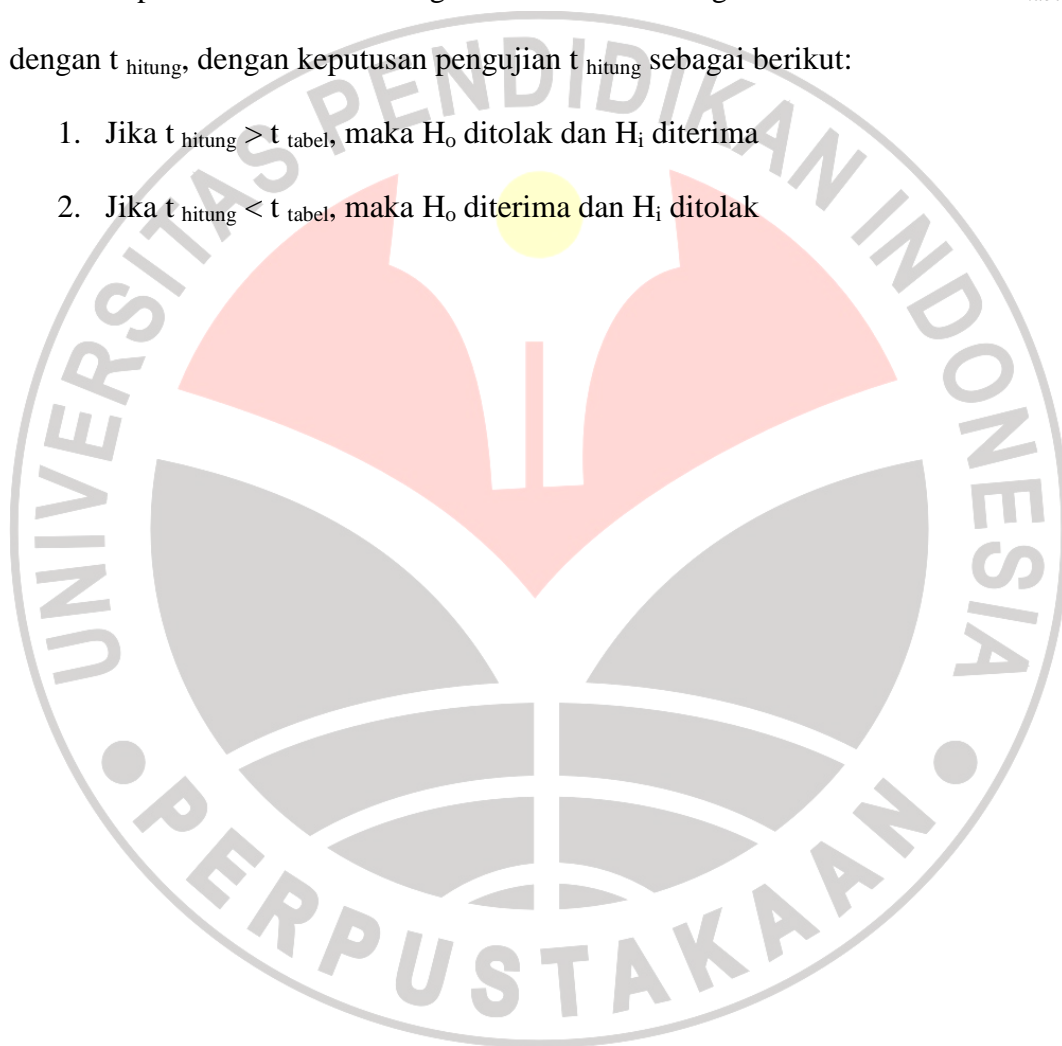 dengan t hitung, dengan keputusan pengujian t hitung sebagai berikut:
1. Jika t hitung > t tabel, maka Ho ditolak dan Hi diterima
2. Jika t hitung < t tabel, maka Ho diterima dan Hi ditolak
UNIVERSITAS PENDIDIKAN INDONESIA
PERPUSTAKAAN